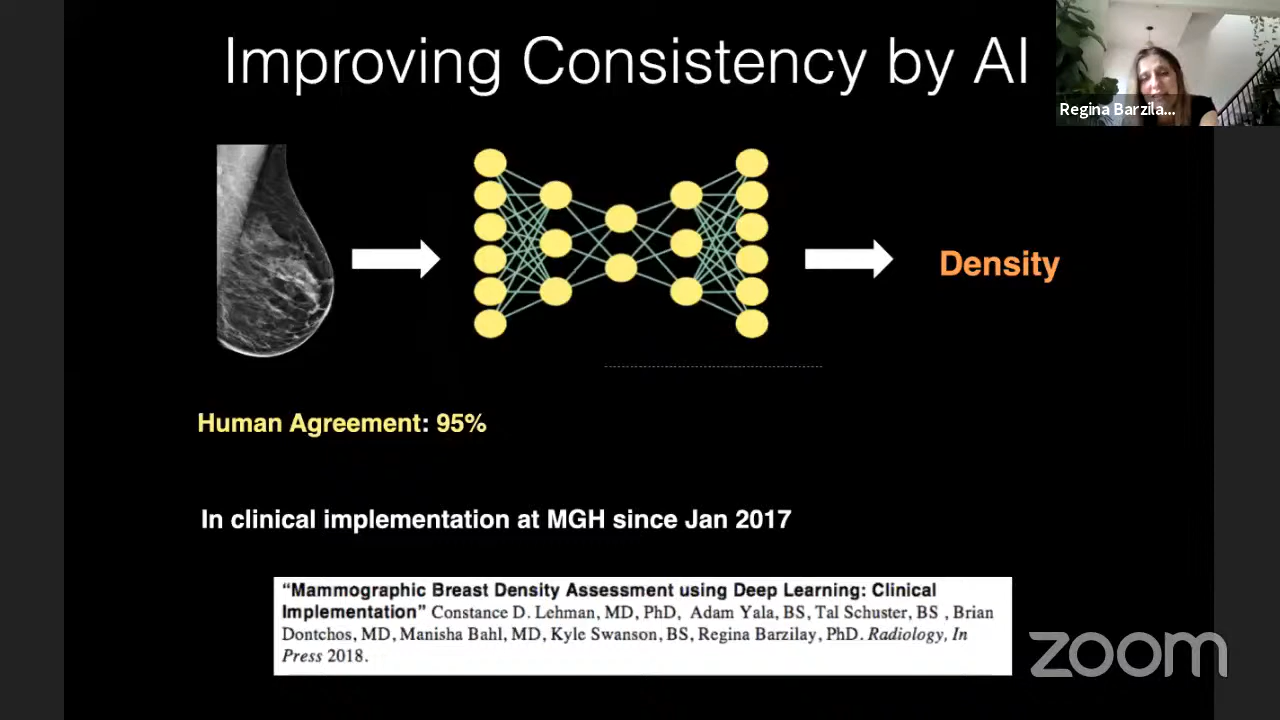 Improving Consistency by AI
Regina Barzila...
Density
Human Agreement: 95%
In clinical implementation at MGH since Jan 2017
“Mammographic Breast Density Assessment using Deep Learning: Clinical
Implementation” Constance D. Lehman, MD, PhD, Adam Yala, BS, Tal Schuster, BS , Brian
Dontchos, MD, Manisha Bahl, MD, Kyle Swanson, BS, Regina Barzilay, PhD. Radiology, In
Press 2018.
zoom